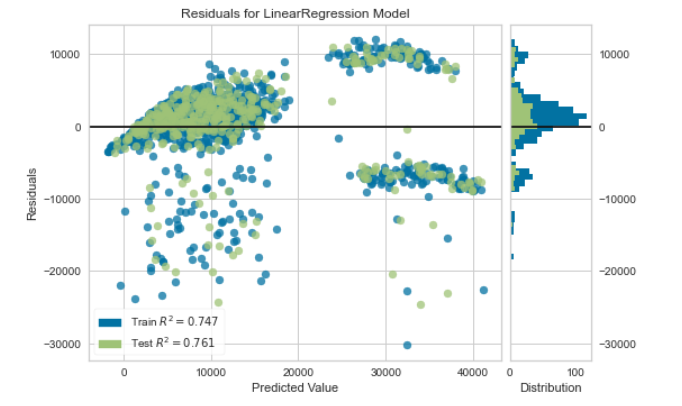 Residuals for LinearRegression Model
10000
0
−10000
−20000
−30000
Residuals
Train R² = 0.747
Test R² = 0.761
0
10000
20000
30000
40000
Predicted Value
10000
0
−10000
−20000
−30000
0
100
Distribution